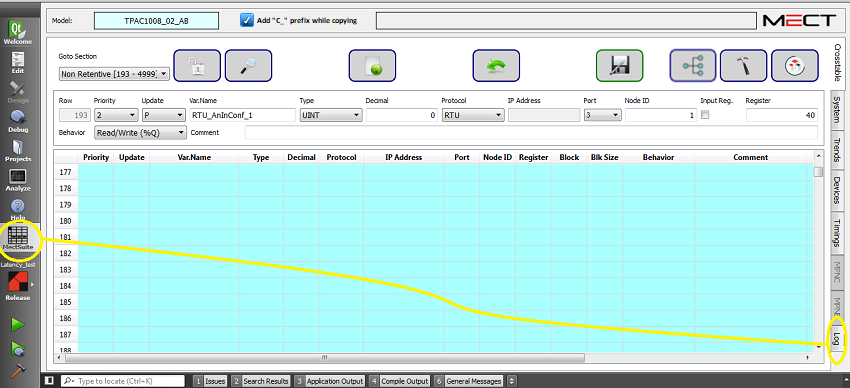 Model: TPAC1008_02_AB Add "C_" prefix while copying MECT
Welcome
Edit
Design
Debug
Projects
Analyze
Help
MectSuite
Latency_test
Release
Goto Section
Non Retentive [193 - 4999]
Row Priority Update Var.Name Type Decimal Protocol IP Address Port Node ID Input Reg. Register
193 2 P RTU_AnInConf_1 UINT 0 RTU 3 1 40
Behavior Read/Write (%Q) Comment
Priority Update Var.Name Type Decimal Protocol IP Address Port Node ID Register Block Blk Size Behavior Comment
177
178
179
180
181
182
183
184
185
186
187
188
Crosstable
System
Trends
Devices
Timings
MPNC
MPNE
Log
Type to locate (Ctrl+K) 1 Issues 2 Search Results 3 Application Output 4 Compile Output 6 General Messages